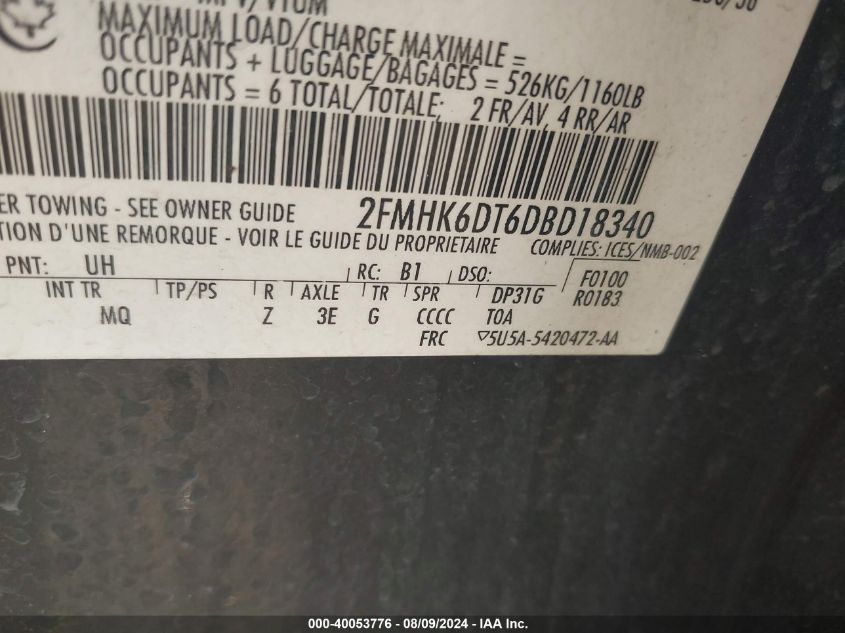 MPV/VTUM
MAXIMUM LOAD/CHARGE MAXIMALE =
OCCUPANTS + LUGGAGE/BAGAGES = 526KG/1160LB
OCCUPANTS = 6 TOTAL/TOTALE; 2 FR/AV, 4 RR/AR
ER TOWING - SEE OWNER GUIDE 2FMHK6DT6DBD18340
TION D'UNE REMORQUE - VOIR LE GUIDE DU PROPRIETAIRE COMPLIES: ICES/NMB-002
PNT: UH RC: B1 DSO: F0100
INT TR TP/PS R AXLE TR SPR DP31G R0183
MQ Z 3E G CCCC TOA
FRC 5U5A-5420472-AA
000-40053776 - 08/09/2024 - IAA Inc.